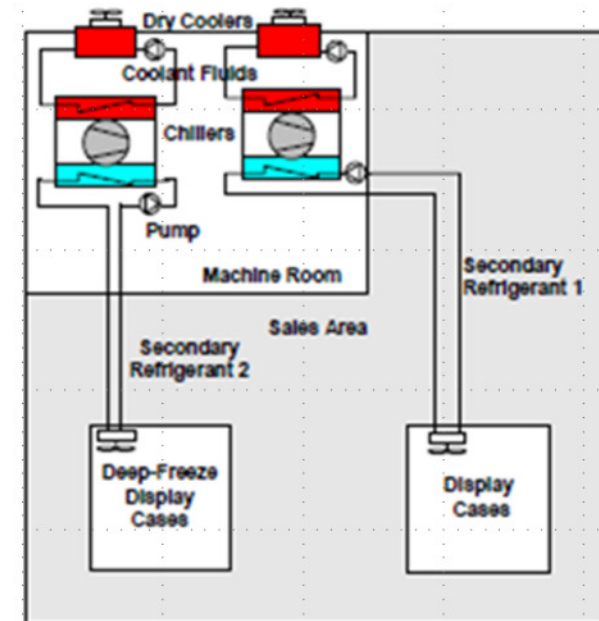 Dry Coolers
Coolant Fluids
Chillers
Pump
Machine Room
Secondary
Refrigerant 1
Sales Area
Secondary
Refrigerant 2
Deep-Freeze
Display
Cases
Display
Cases